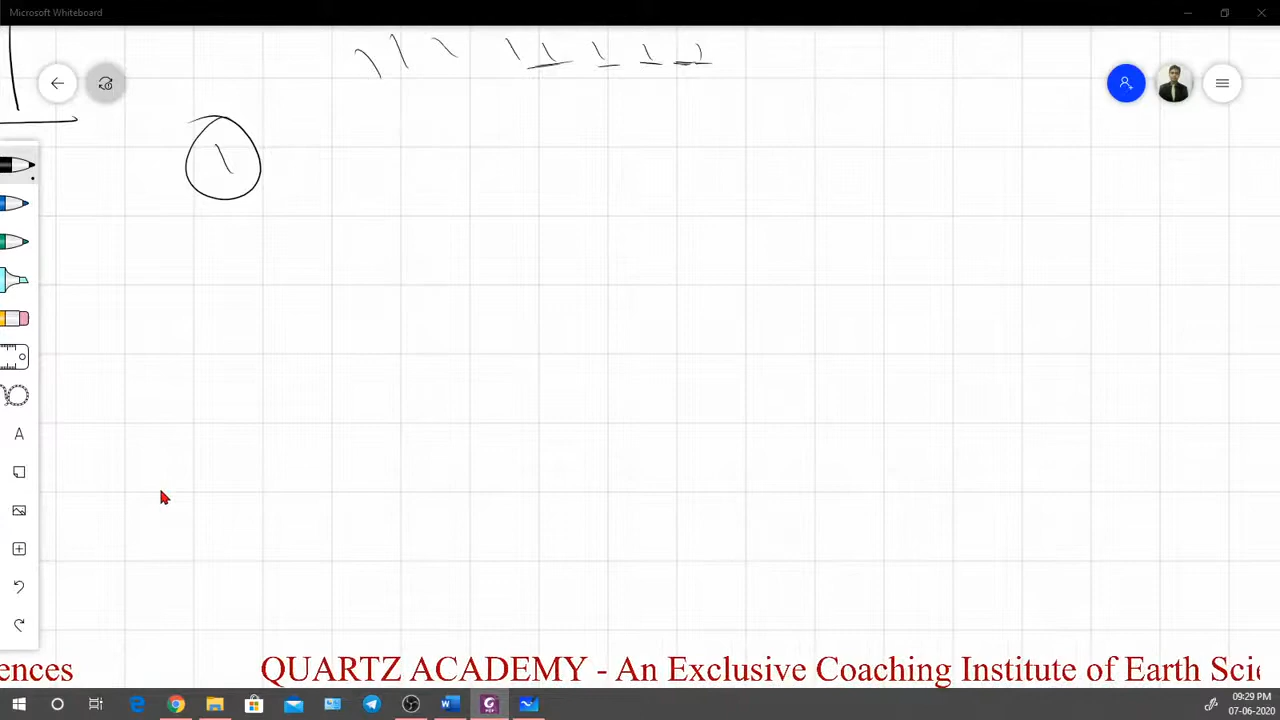 Microsoft Whiteboard
A
ences QUARTZ ACADEMY - An Exclusive Coaching Institute of Earth Sci
09:29 PM
07-06-2020